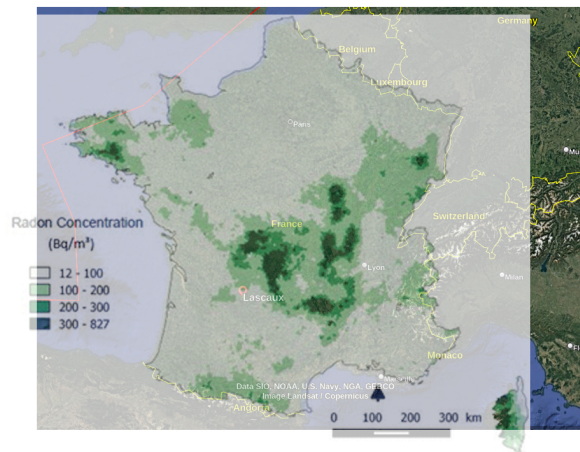 Germany
Belgium
Luxembourg
Paris
Mu
Radon Concentration
(Bq/m³)
Switzerland
France
12 - 100
100 - 200
200 - 300
300 - 827
Lyon
Milan
Lascaux
Monaco
Data SIO, NOAA, U.S. Navy, NGA, GEBCO
Image Landsat / Copernicus
Andorra
0 100 200 300 km